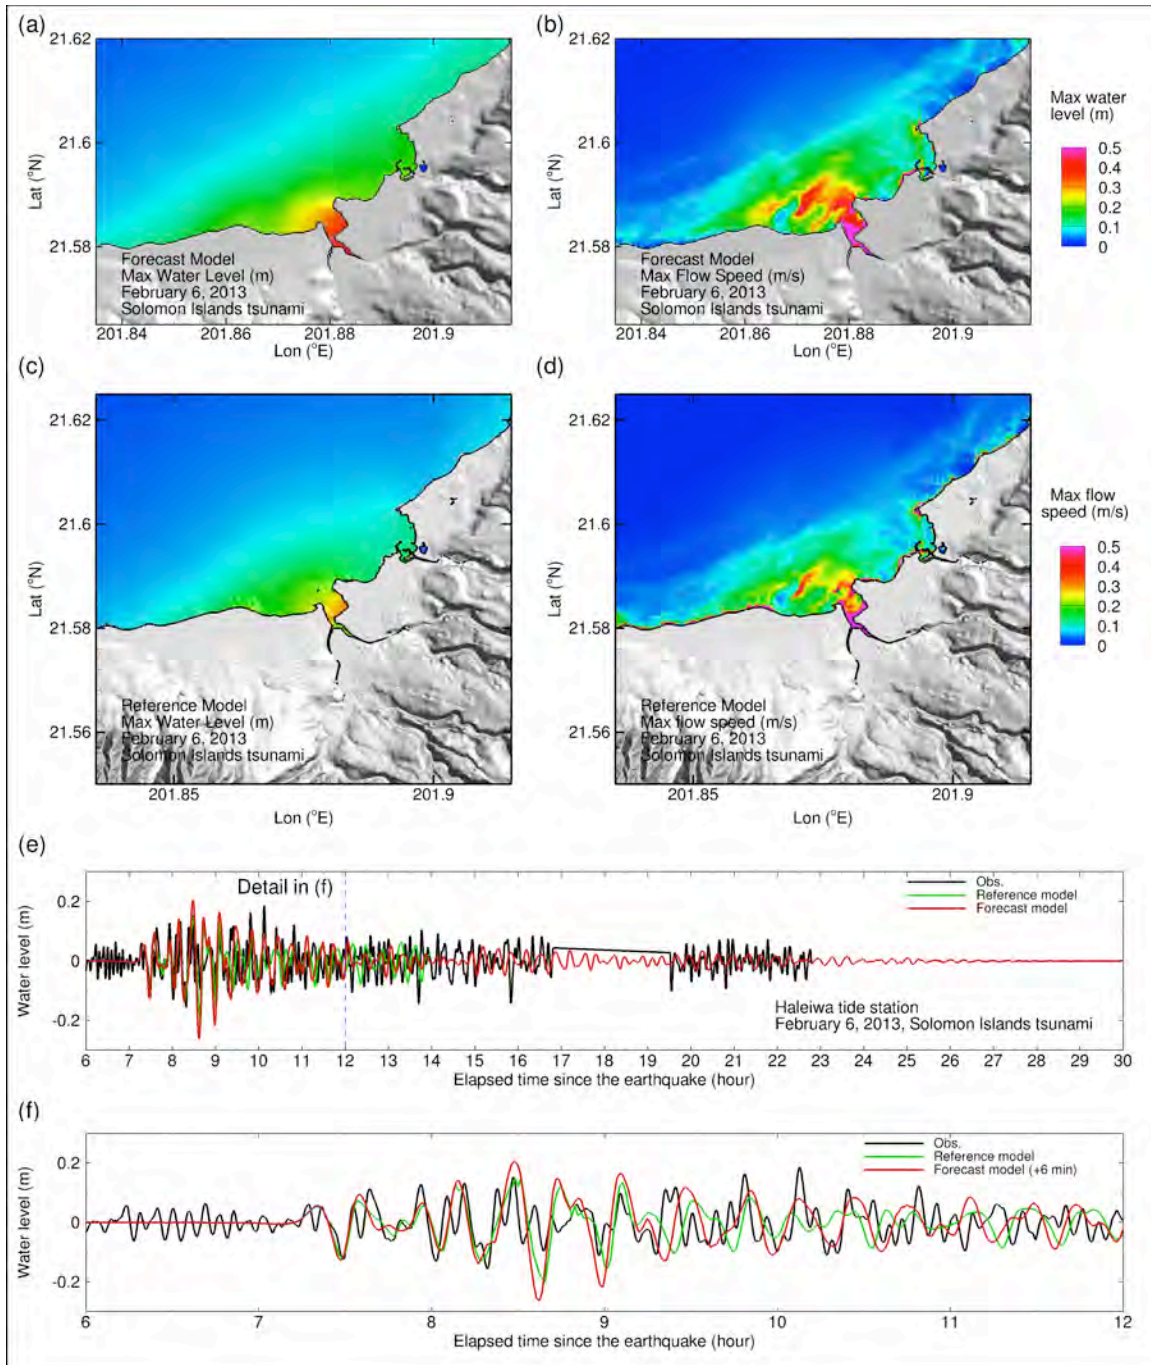 (a)
21.62
21.6
21.58
Lat (°N)
Forecast Model
Max Water Level (m)
February 6, 2013
Solomon Islands tsunami
201.84
201.86
201.88
201.9
Lon (°E)
(b)
21.62
21.6
21.58
Lat (°N)
Forecast Model
Max Flow Speed (m/s)
February 6, 2013
Solomon Islands tsunami
201.84
201.86
201.88
201.9
Lon (°E)
Max water
level (m)
0.5
0.4
0.3
0.2
0.1
0
(c)
21.62
21.6
21.58
21.56
Lat (°N)
Reference Model
Max Water Level (m)
February 6, 2013
Solomon Islands tsunami
201.85
201.9
Lon (°E)
(d)
21.62
21.6
21.58
21.56
Lat (°N)
Reference Model
Max flow speed (m/s)
February 6, 2013
Solomon Islands tsunami
201.85
201.9
Lon (°E)
Max flow
speed (m/s)
0.5
0.4
0.3
0.2
0.1
0
(e)
Detail in (f)
Obs.
Reference model
Forecast model
0.2
0
-0.2
Water level (m)
Haleiwa tide station
February 6, 2013, Solomon Islands tsunami
6 7 8 9 10 11 12 13 14 15 16 17 18 19 20 21 22 23 24 25 26 27 28 29 30
Elapsed time since the earthquake (hour)
(f)
Obs.
Reference model
Forecast model (+6 min)
0.2
0
-0.2
Water level (m)
6 7 8 9 10 11 12
Elapsed time since the earthquake (hour)